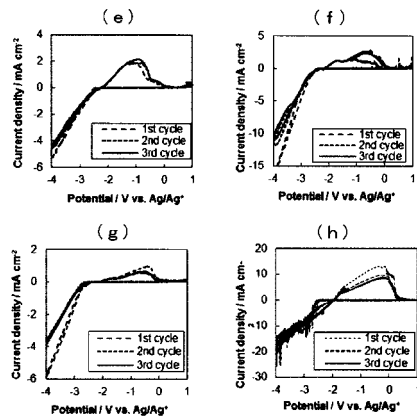 (e)
Current density / mA cm⁻²
4
2
0
-2
-4
-6
1st cycle
2nd cycle
3rd cycle
-4 -3 -2 -1 0 1
Potential / V vs. Ag/Ag⁺
(f)
Current density / mA cm⁻²
5
0
-5
-10
-15
1st cycle
2nd cycle
3rd cycle
-4 -3 -2 -1 0 1
Potential / V vs. Ag/Ag⁺
(g)
Current density / mA cm⁻²
2
0
-2
-4
-6
1st cycle
2nd cycle
3rd cycle
-4 -3 -2 -1 0 1
Potential / V vs. Ag/Ag⁺
(h)
Current density / mA cm-
20
10
0
-10
-20
-30
1st cycle
2nd cycle
3rd cycle
-4 -3 -2 -1 0 1
Potential / V vs. Ag/Ag⁺